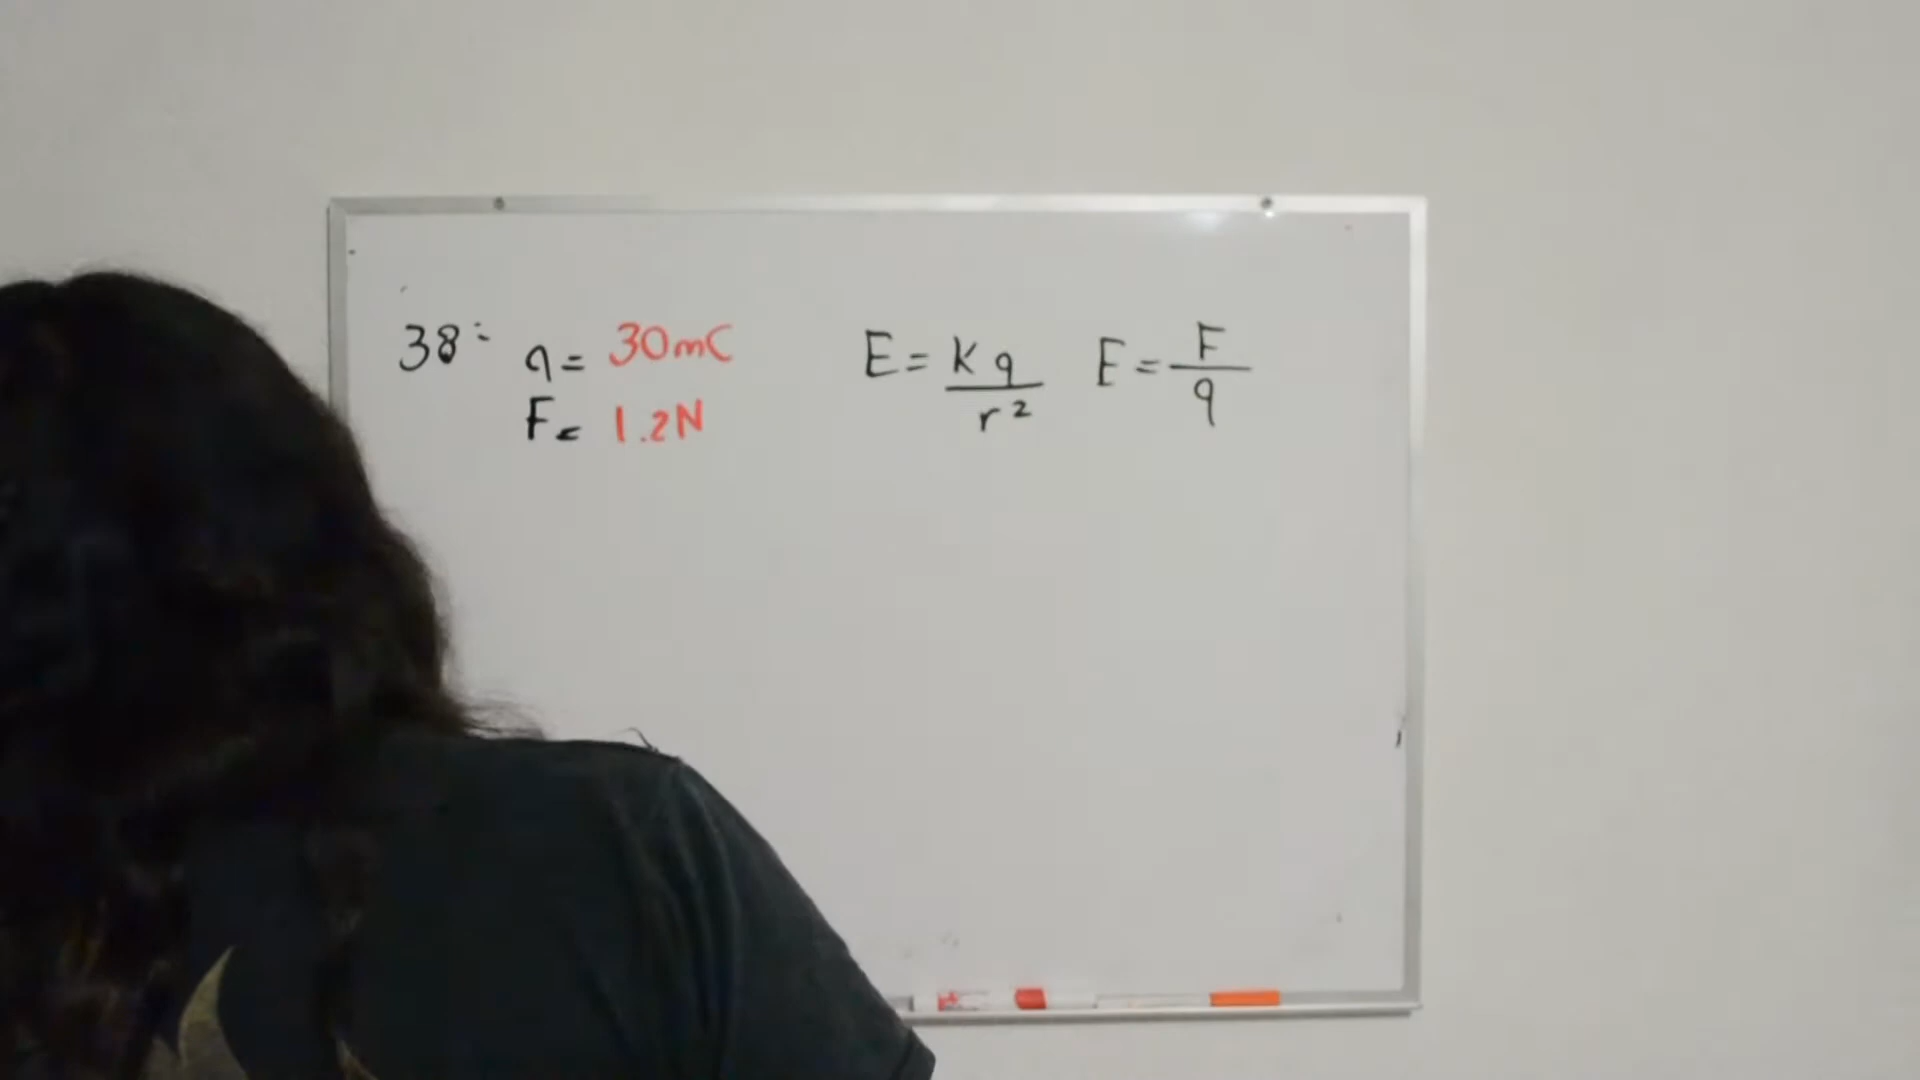 38: q = 30mC
F = 1.2N
E = Kq / r²
E = F / q